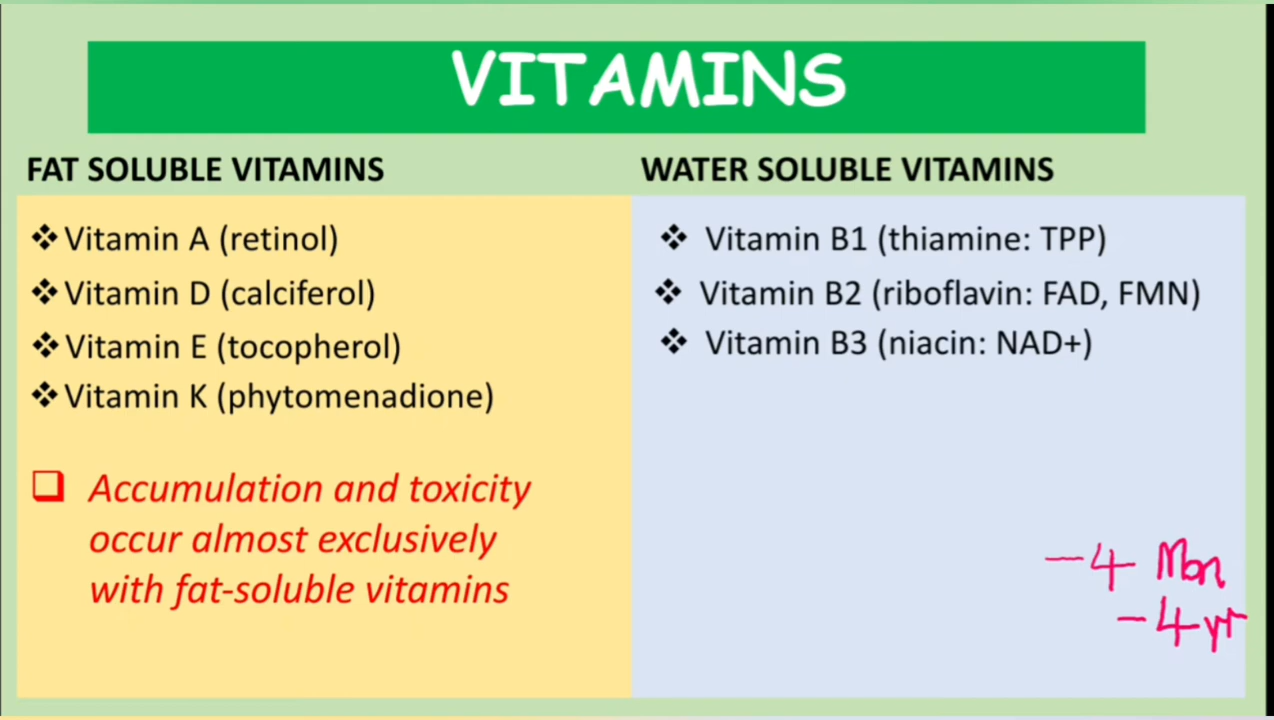 VITAMINS
FAT SOLUBLE VITAMINS
❖Vitamin A (retinol)
❖Vitamin D (calciferol)
❖Vitamin E (tocopherol)
❖Vitamin K (phytomenadione)
❑ Accumulation and toxicity
occur almost exclusively
with fat-soluble vitamins
WATER SOLUBLE VITAMINS
❖ Vitamin B1 (thiamine: TPP)
❖ Vitamin B2 (riboflavin: FAD, FMN)
❖ Vitamin B3 (niacin: NAD+)
-4 Mon
-4yr